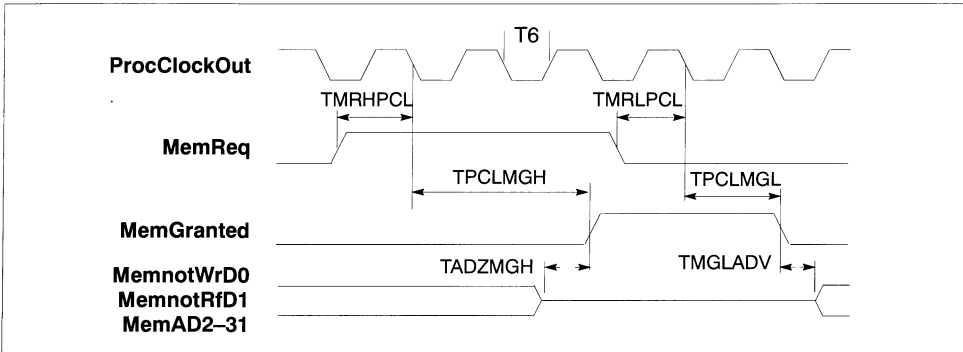 T6
ProcClockOut
TMRHPCL TMRLPCL
MemReq
TPCLMGH TPCLMGL
MemGranted
TADZMGH TMGLADV
MemnotWrD0
MemnotRfD1
MemAD2–31